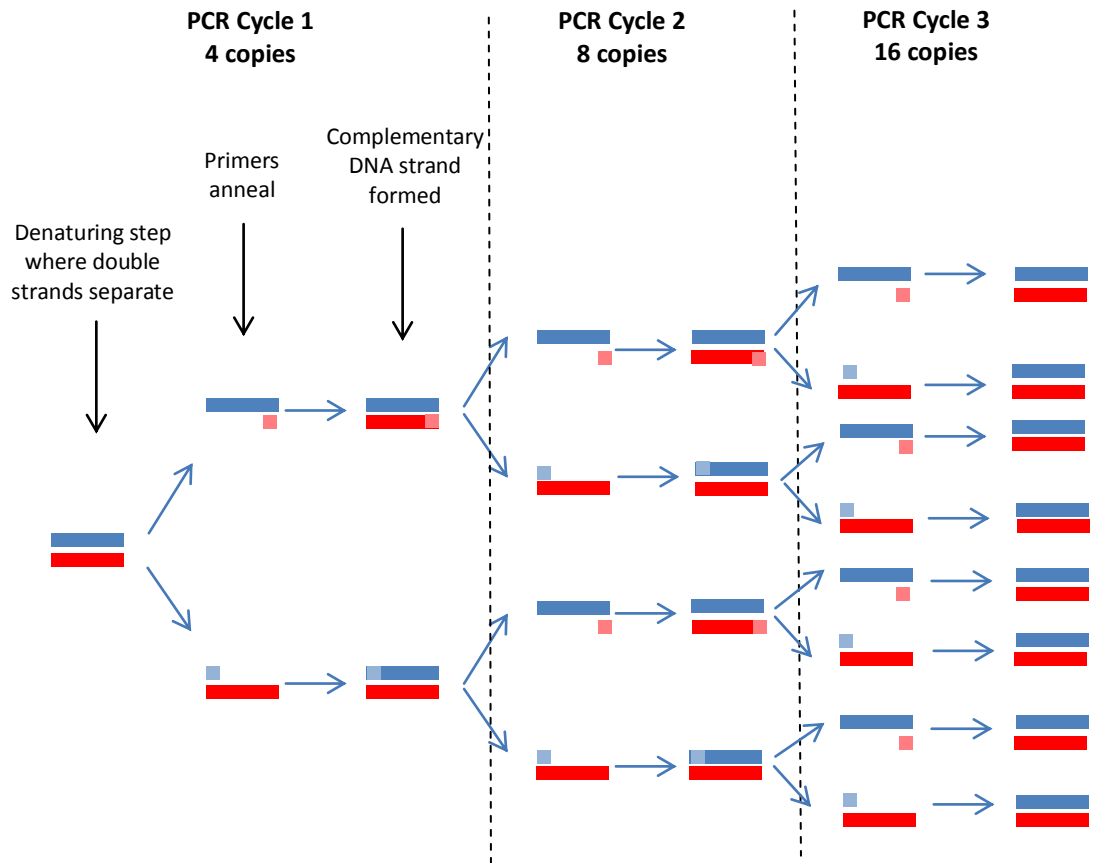 PCR Cycle 1
4 copies
PCR Cycle 2
8 copies
PCR Cycle 3
16 copies
Denaturing step
where double
strands separate
Primers
anneal
Complementary
DNA strand
formed